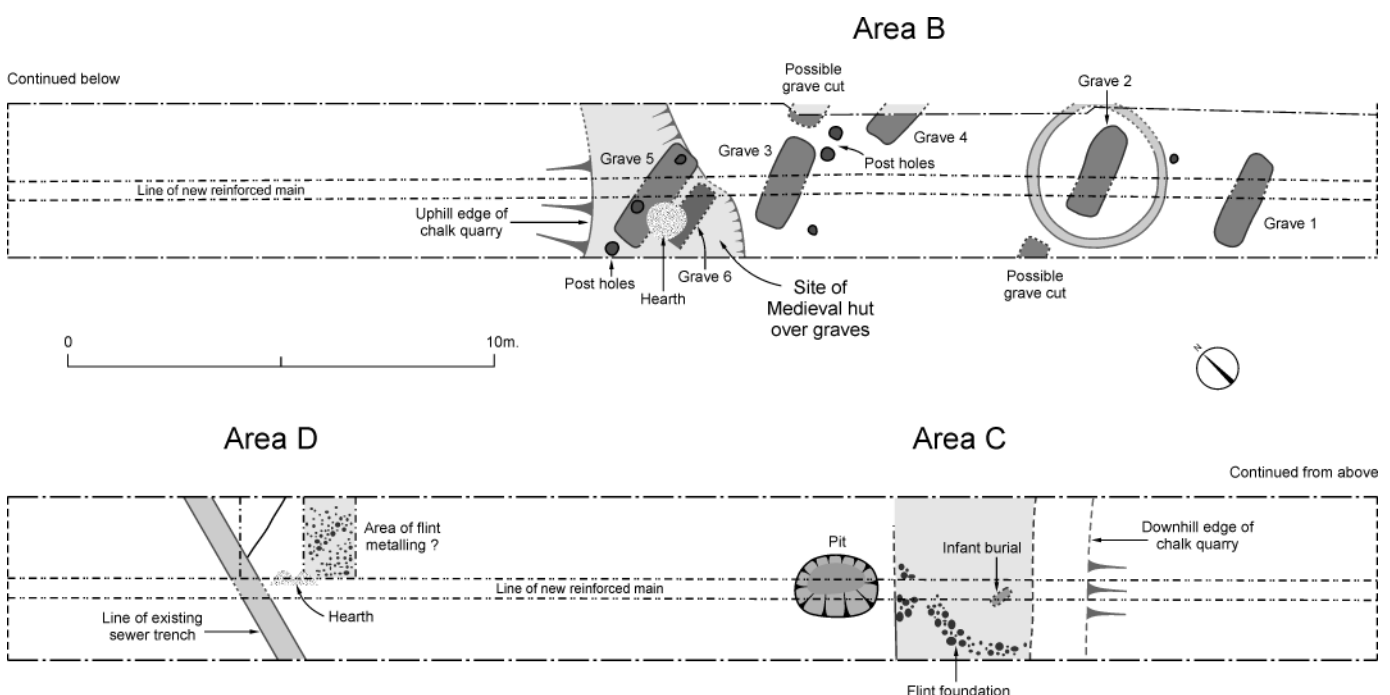 Area B
Continued below
Possible
grave cut
Grave 2
Grave 5
Grave 3
Grave 4
Post holes
Line of new reinforced main
Uphill edge of
chalk quarry
Grave 1
Post holes
Hearth
Grave 6
Site of
Medieval hut
over graves
Possible
grave cut
0
10m.
N
Area D
Area C
Continued from above
Area of flint
metalling ?
Pit
Infant burial
Downhill edge of
chalk quarry
Line of new reinforced main
Line of existing
sewer trench
Hearth
Flint foundation